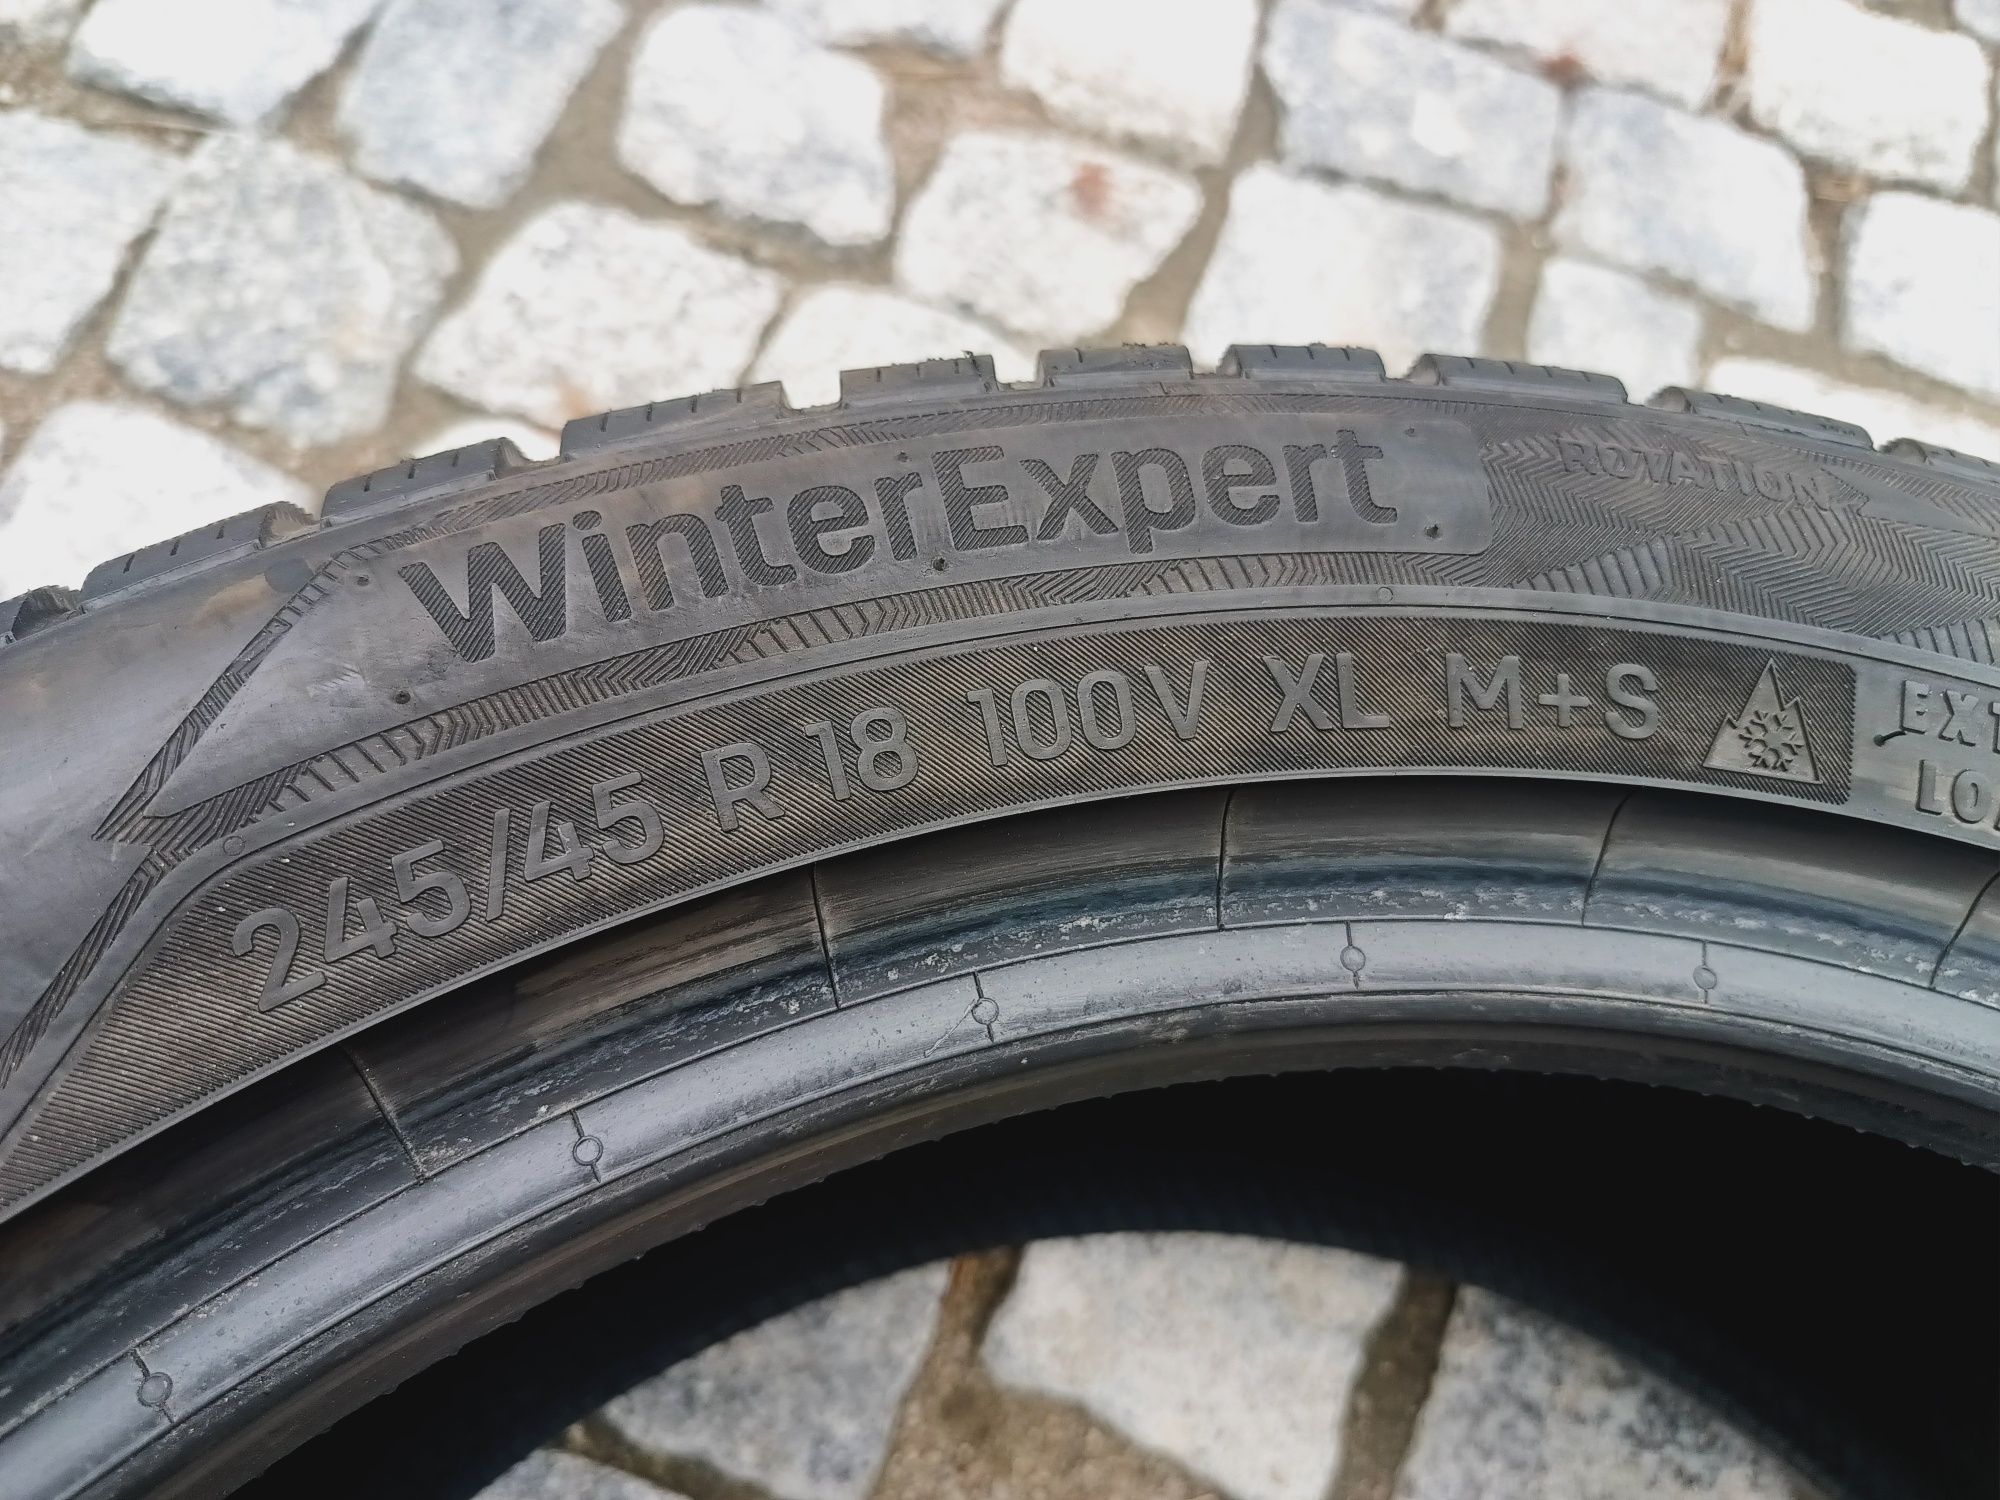 WinterExpert
ROTATION
245/45 R 18 100V XL M+S